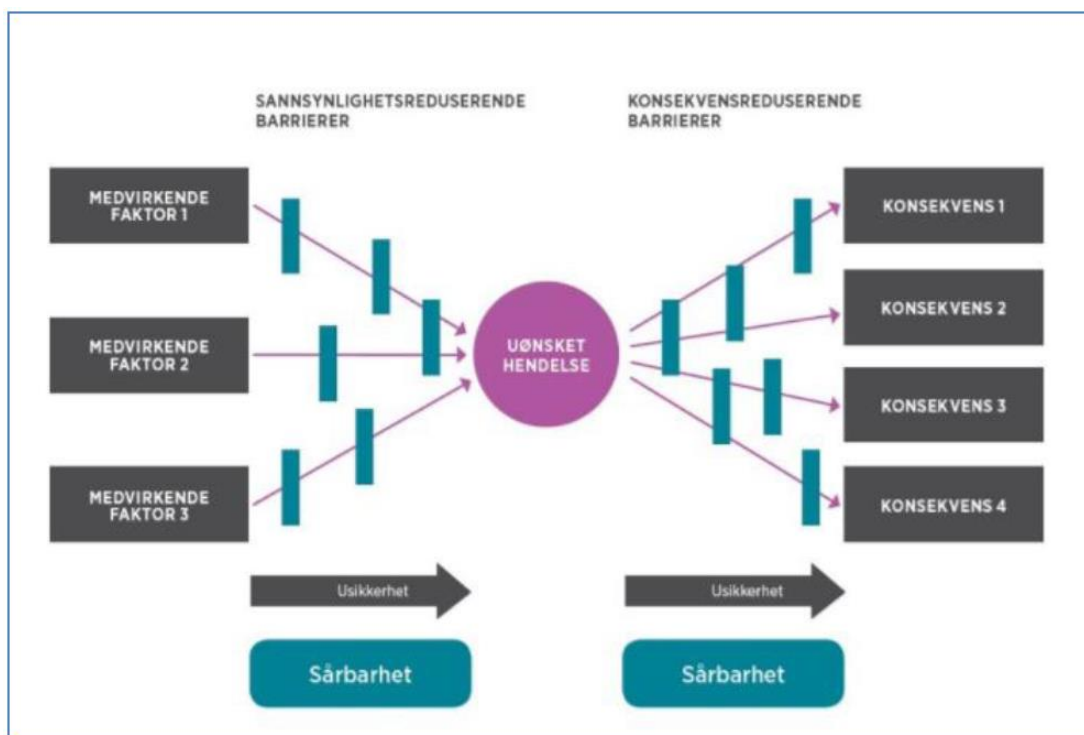 SANNSYNLIGHETSREDUSERENDE
BARRIERER
KONSEKVENSREDUSERENDE
BARRIERER
MEDVIRKENDE
FAKTOR 1
MEDVIRKENDE
FAKTOR 2
MEDVIRKENDE
FAKTOR 3
UØNSKET
HENDELSE
KONSEKVENS 1
KONSEKVENS 2
KONSEKVENS 3
KONSEKVENS 4
Usikkerhet
Usikkerhet
Sårbarhet
Sårbarhet